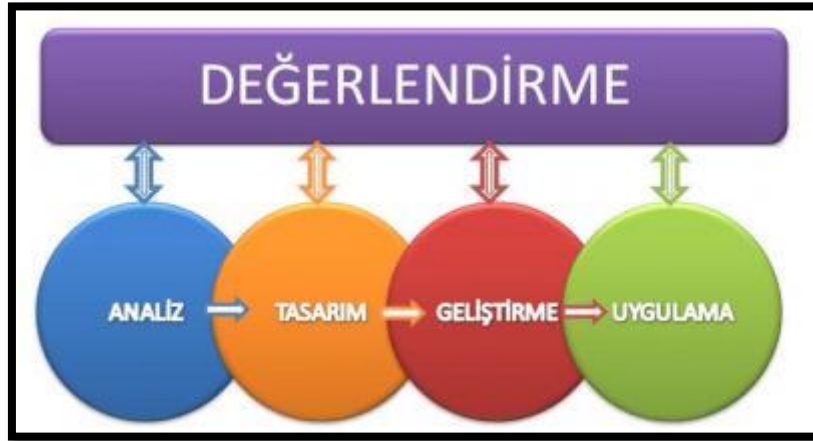 DEĞERLENDİRME
ANALİZ
TASARIM
GELİŞTİRME
UYGULAMA